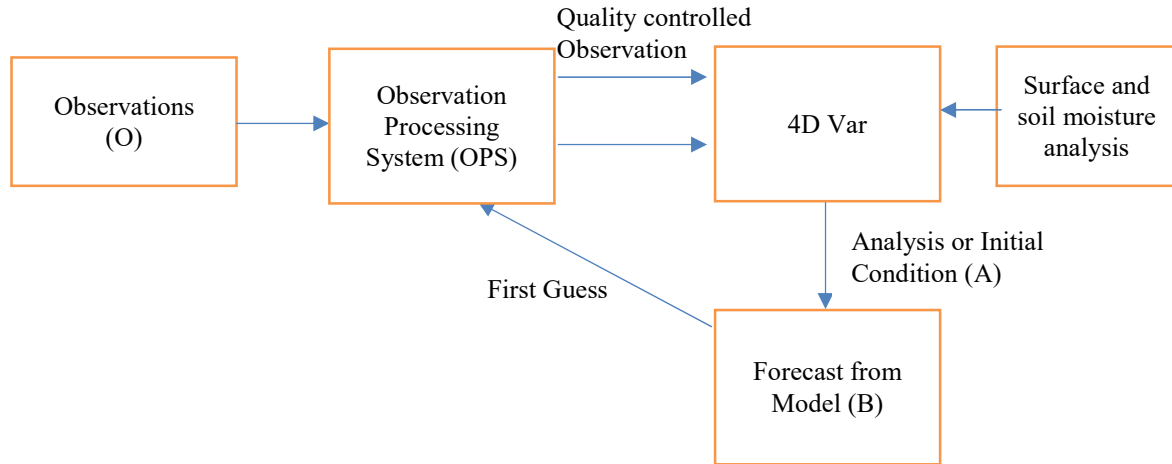 Quality controlled
Observation
Observations
(O)
Observation
Processing
System (OPS)
4D Var
Surface and
soil moisture
analysis
Analysis or Initial
Condition (A)
First Guess
Forecast from
Model (B)